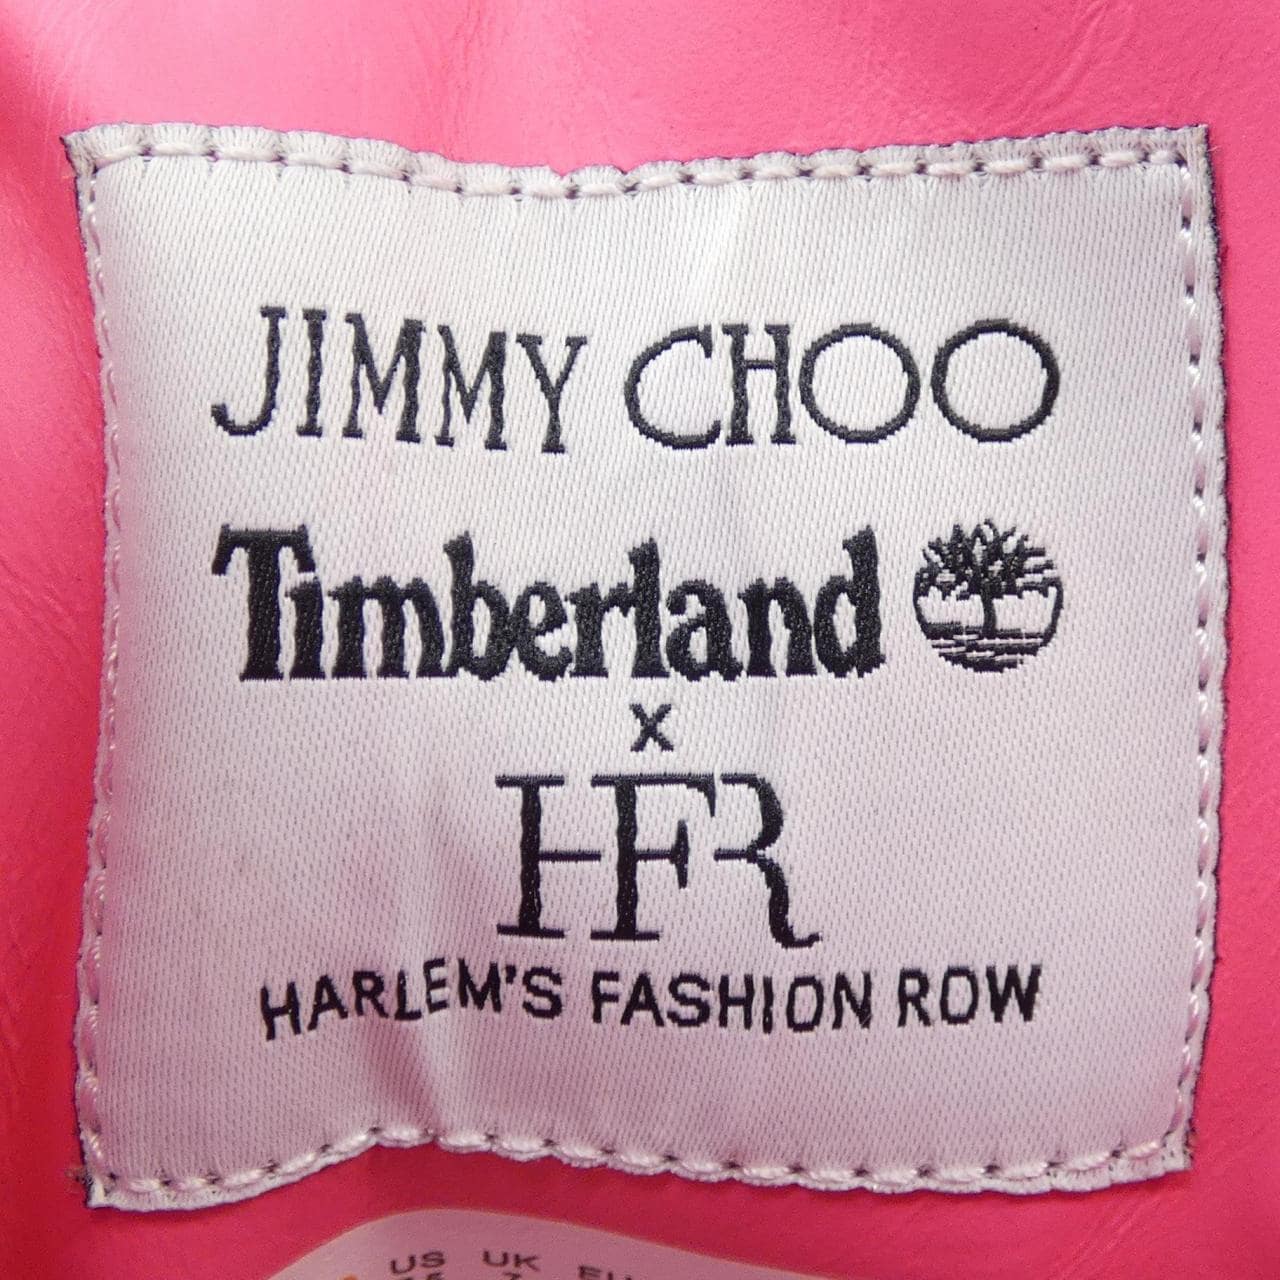 JIMMY CHOO
Timberland
x
HFR
HARLEM'S FASHION ROW
US UK